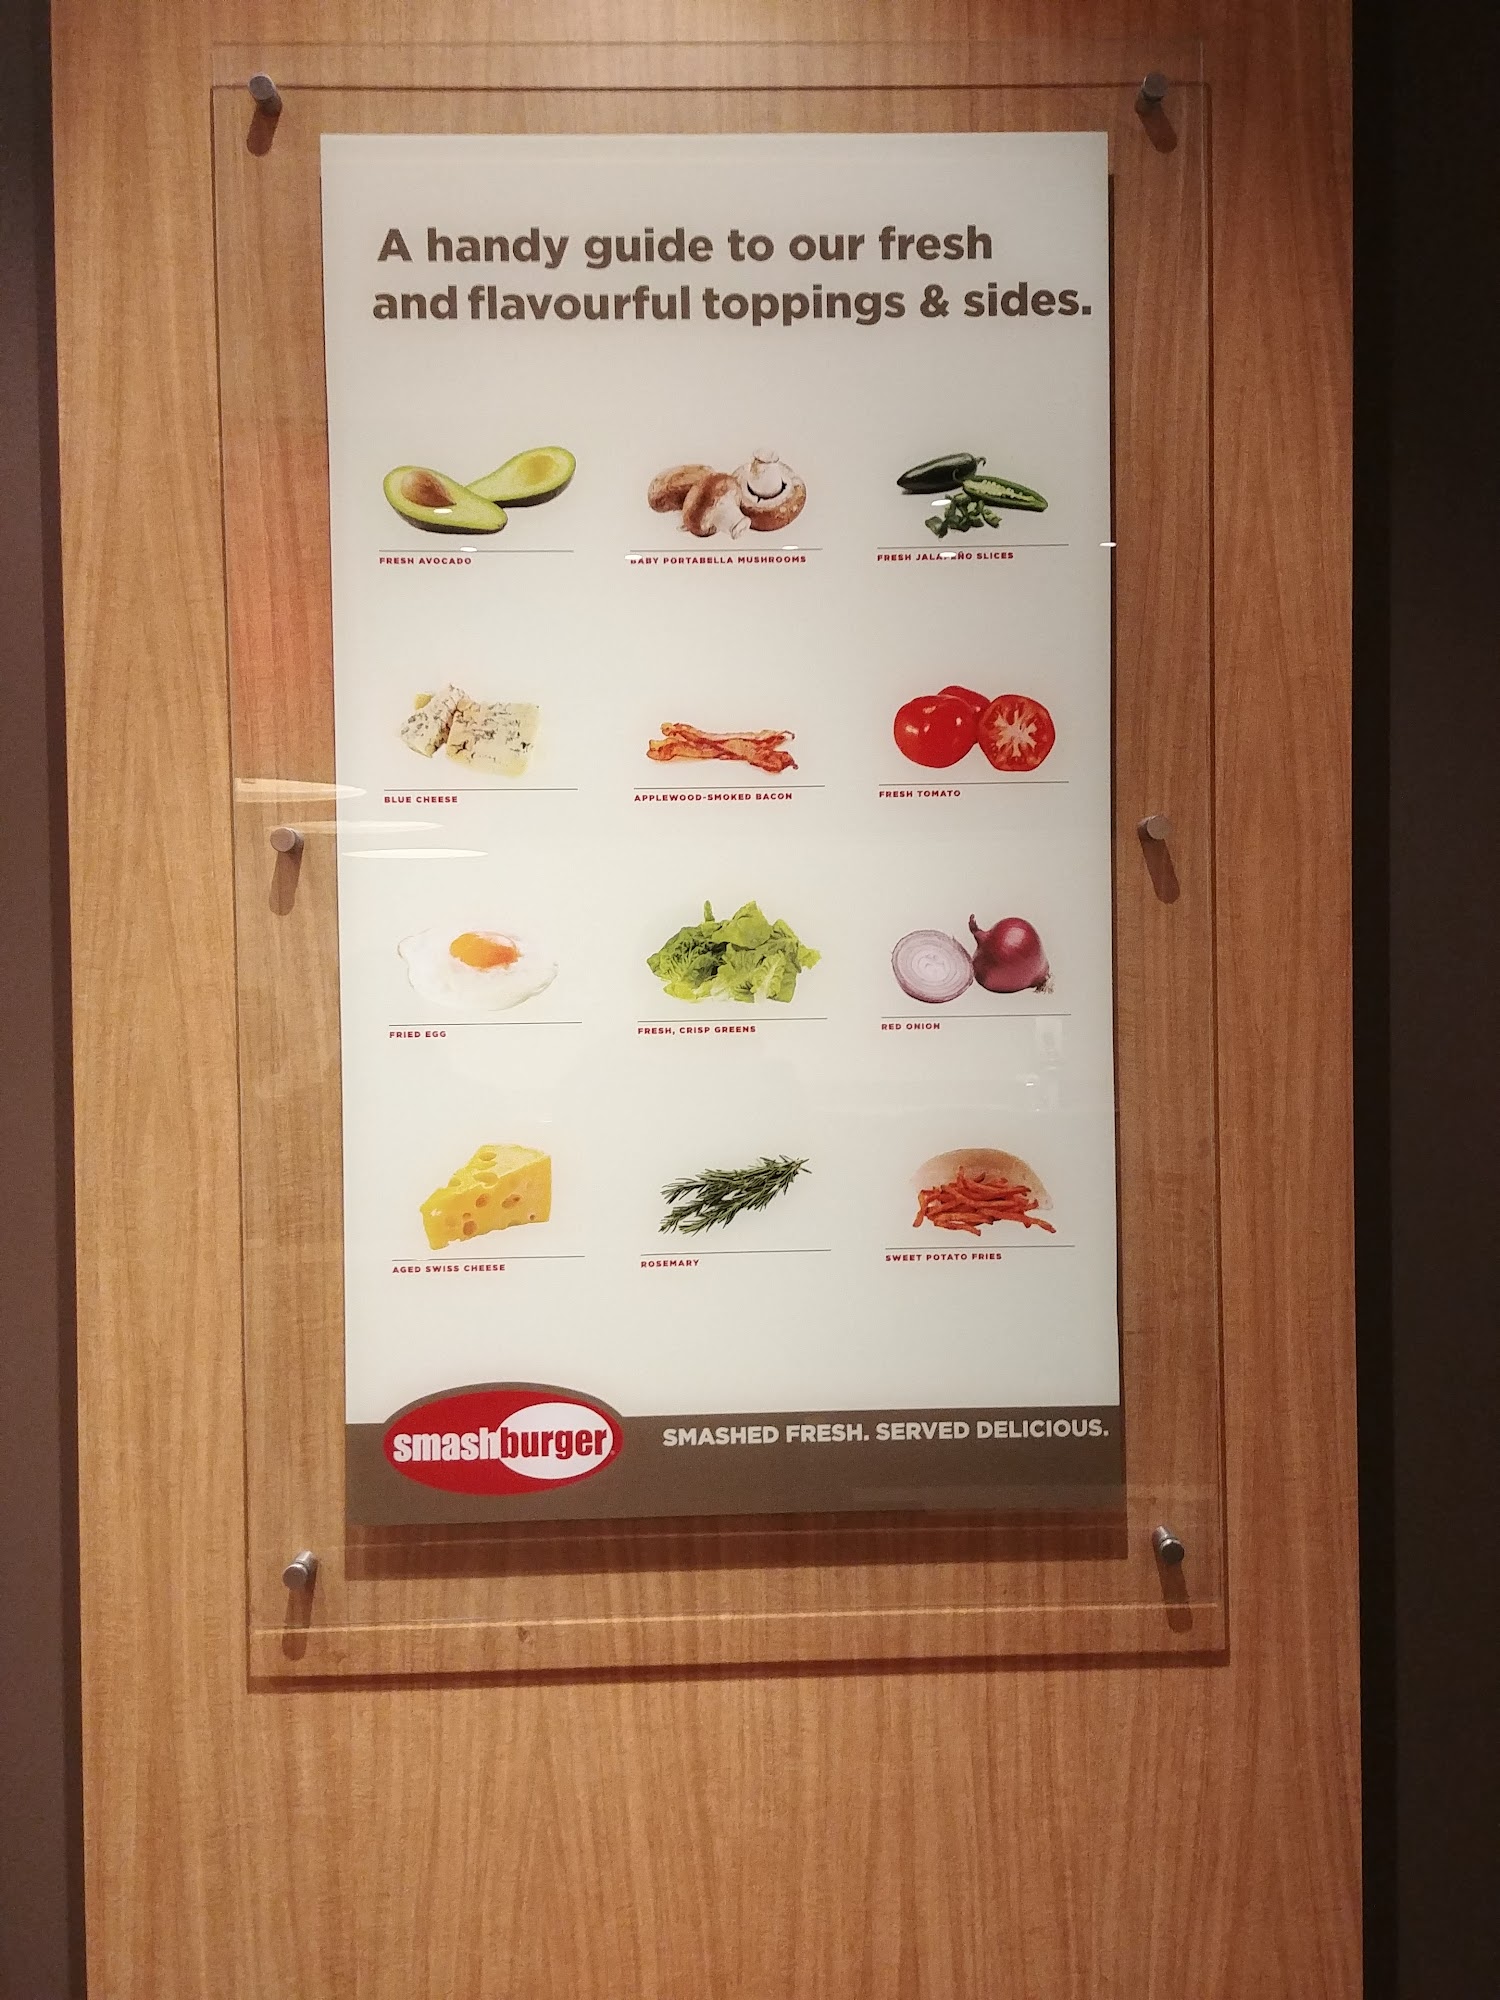 A handy guide to our fresh
and flavourful toppings & sides.
FRESH AVOCADO
BABY PORTABELLA MUSHROOMS
FRESH JALAPEÑO SLICES
BLUE CHEESE
APPLEWOOD-SMOKED BACON
FRESH TOMATO
FRIED EGG
FRESH, CRISP GREENS
RED ONION
AGED SWISS CHEESE
ROSEMARY
SWEET POTATO FRIES
smashburger
SMASHED FRESH. SERVED DELICIOUS.